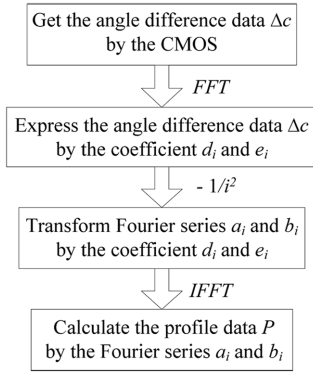 Get the angle difference data Δc
by the CMOS
FFT
Express the angle difference data Δc
by the coefficient dᵢ and eᵢ
- 1/i²
Transform Fourier series aᵢ and bᵢ
by the coefficient dᵢ and eᵢ
IFFT
Calculate the profile data P
by the Fourier series aᵢ and bᵢ